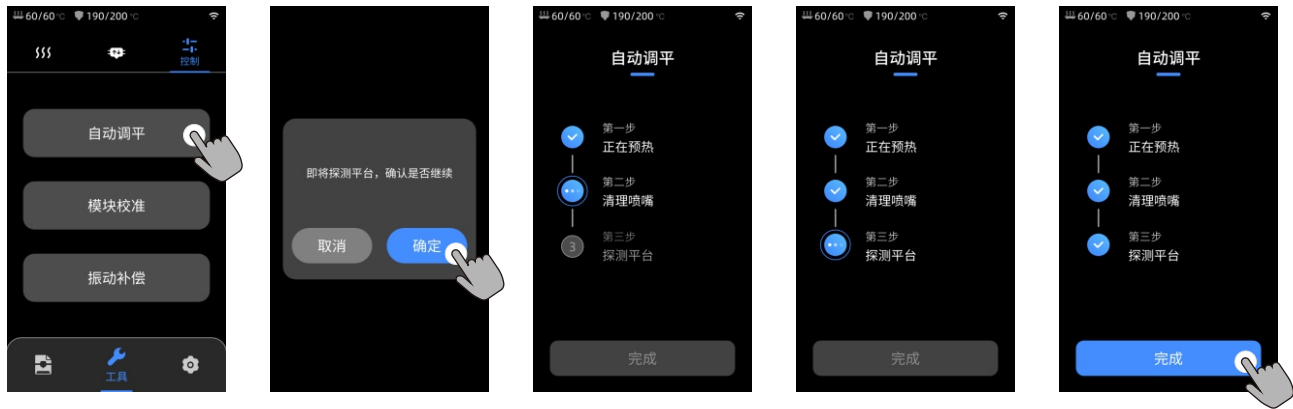 60/60℃ 190/200℃
控制
自动调平
模块校准
振动补偿
工具
即将探测平台，确认是否继续
取消 确定
60/60℃ 190/200℃
自动调平
第一步
正在预热
第二步
清理喷嘴
3
第三步
探测平台
完成
60/60℃ 190/200℃
自动调平
第一步
正在预热
第二步
清理喷嘴
第三步
探测平台
完成
60/60℃ 190/200℃
自动调平
第一步
正在预热
第二步
清理喷嘴
第三步
探测平台
完成